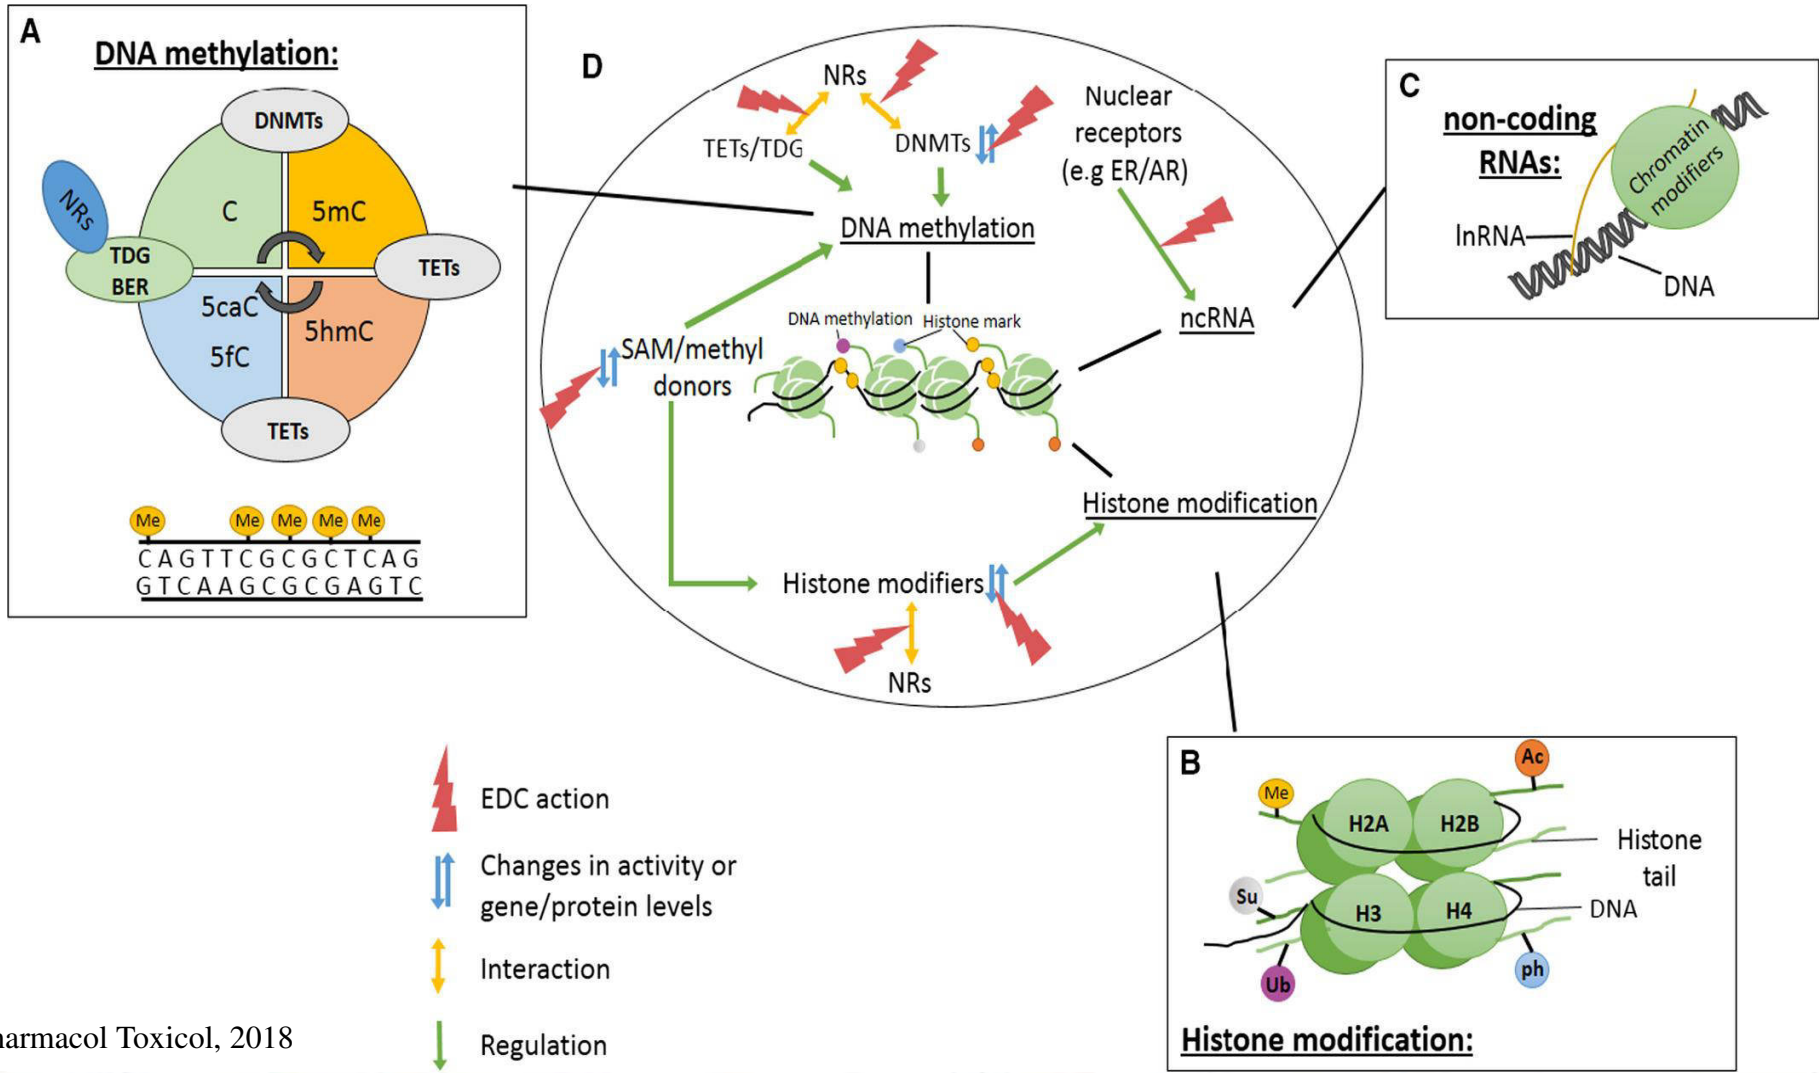 A
DNA methylation:
DNMTs
NRs
C
5mC
TDG
BER
TETs
5caC
5hmC
5fC
TETs
Me Me Me Me Me
CAGTTCGCGCTCAG
GTCAAGCGCGAGTC
D
NRs
TETs/TDG
DNMTs
Nuclear
receptors
(e.g ER/AR)
DNA methylation
ncRNA
DNA methylation
Histone mark
SAM/methyl
donors
Histone modification
Histone modifiers
NRs
C
non-coding
RNAs:
Chromatin
modifiers
lnRNA
DNA
EDC action
Changes in activity or
gene/protein levels
Interaction
Regulation
B
Ac
Me
H2A
H2B
Histone
tail
Su
H3
H4
DNA
Ub
ph
Histone modification:
Toxicol, 2018